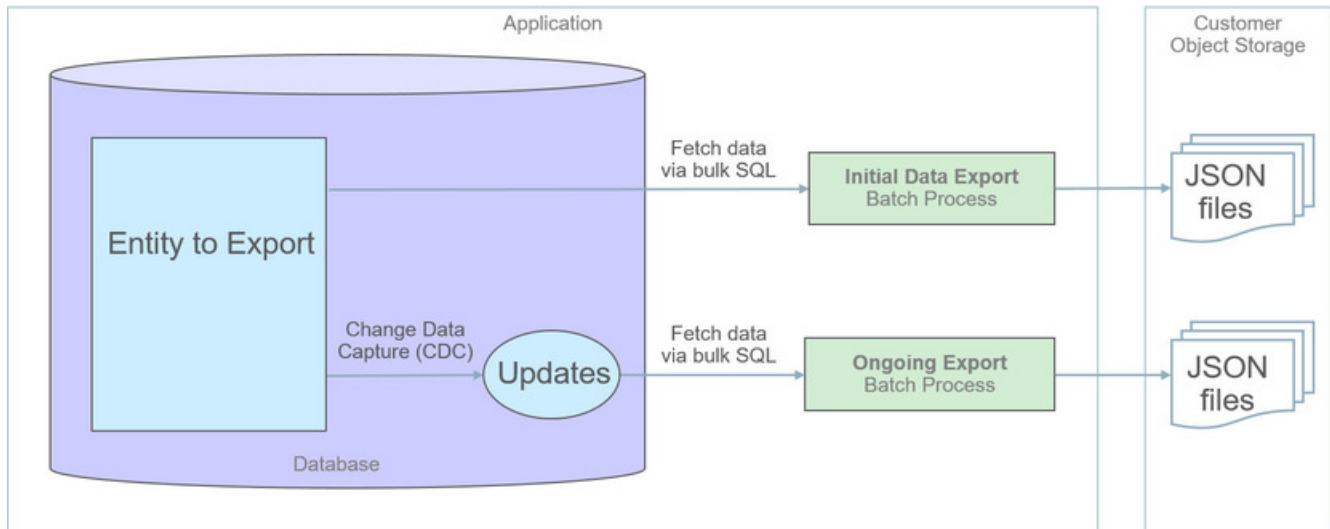 Application
Customer
Object Storage
Fetch data
via bulk SQL
Initial Data Export
Batch Process
JSON
files
Entity to Export
Change Data
Capture (CDC)
Updates
Fetch data
via bulk SQL
Ongoing Export
Batch Process
JSON
files
Database